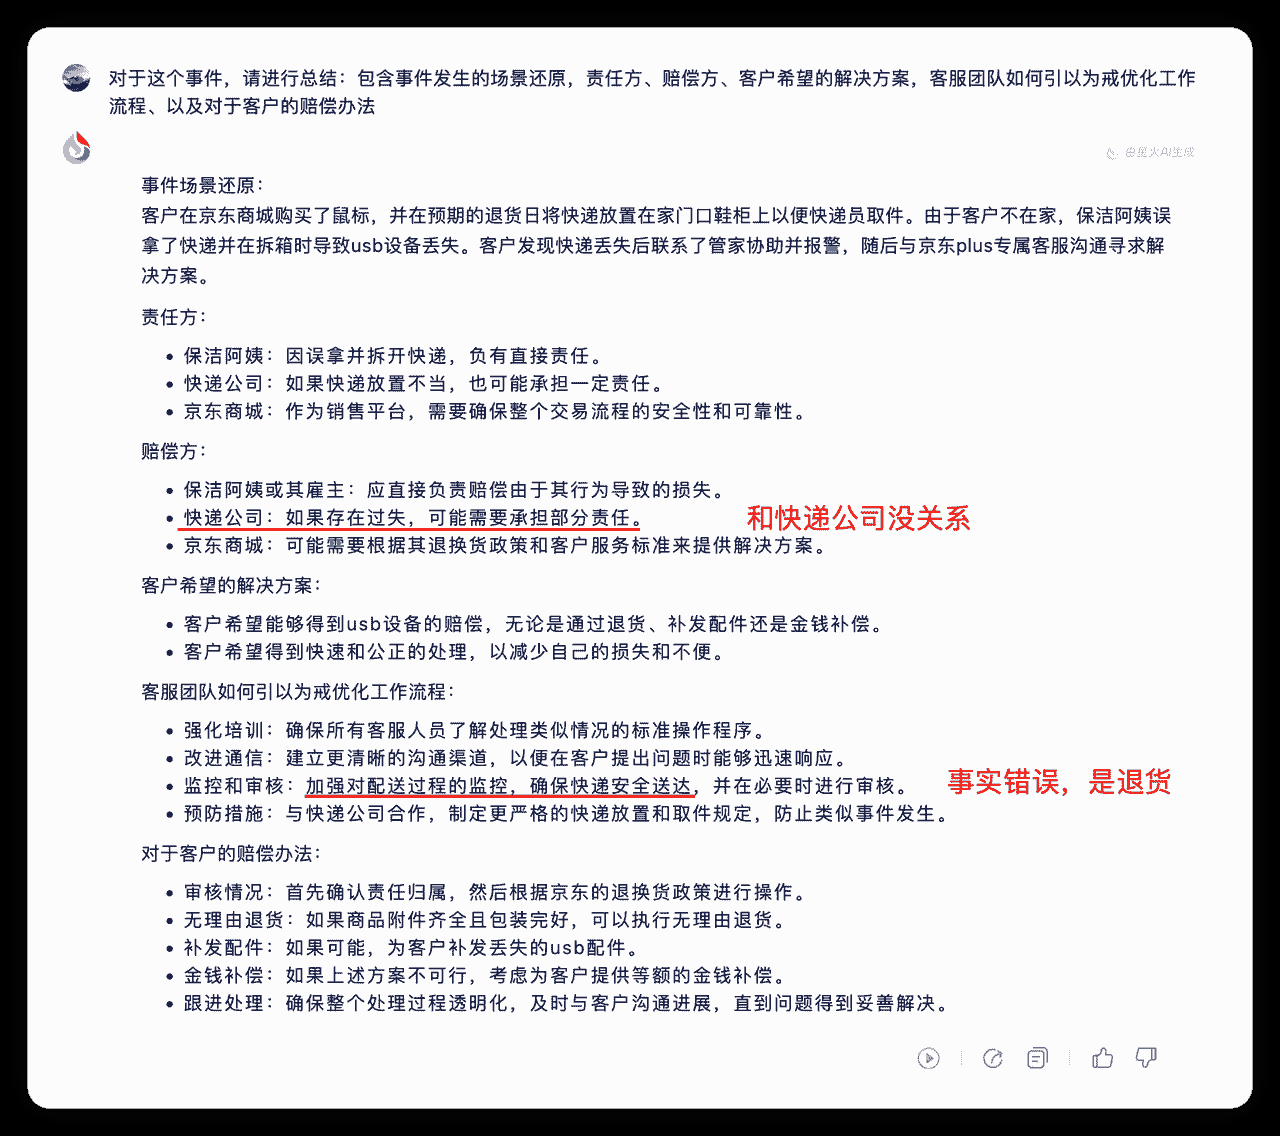 对于这个事件，请进行总结：包含事件发生的场景还原，责任方、赔偿方、客户希望的解决方案，客服团队如何引以为戒优化工作
流程、以及对于客户的赔偿办法
由星火AI生成
事件场景还原：
客户在京东商城购买了鼠标，并在预期的退货日将快递放置在家门口鞋柜上以便快递员取件。由于客户不在家，保洁阿姨误
拿了快递并在拆箱时导致usb设备丢失。客户发现快递丢失后联系了管家协助并报警，随后与京东plus专属客服沟通寻求解
决方案。
责任方：
• 保洁阿姨：因误拿并拆开快递，负有直接责任。
• 快递公司：如果快递放置不当，也可能承担一定责任。
• 京东商城：作为销售平台，需要确保整个交易流程的安全性和可靠性。
赔偿方：
• 保洁阿姨或其雇主：应直接负责赔偿由于其行为导致的损失。
• 快递公司：如果存在过失，可能需要承担部分责任。 和快递公司没关系
• 京东商城：可能需要根据其退换货政策和客户服务标准来提供解决方案。
客户希望的解决方案：
• 客户希望能够得到usb设备的赔偿，无论是通过退货、补发配件还是金钱补偿。
• 客户希望得到快速和公正的处理，以减少自己的损失和不便。
客服团队如何引以为戒优化工作流程：
• 强化培训：确保所有客服人员了解处理类似情况的标准操作程序。
• 改进通信：建立更清晰的沟通渠道，以便在客户提出问题时能够迅速响应。
• 监控和审核：加强对配送过程的监控，确保快递安全送达，并在必要时进行审核。 事实错误，是退货
• 预防措施：与快递公司合作，制定更严格的快递放置和取件规定，防止类似事件发生。
对于客户的赔偿办法：
• 审核情况：首先确认责任归属，然后根据京东的退换货政策进行操作。
• 无理由退货：如果商品附件齐全且包装完好，可以执行无理由退货。
• 补发配件：如果可能，为客户补发丢失的usb配件。
• 金钱补偿：如果上述方案不可行，考虑为客户提供等额的金钱补偿。
• 跟进处理：确保整个处理过程透明化，及时与客户沟通进展，直到问题得到妥善解决。